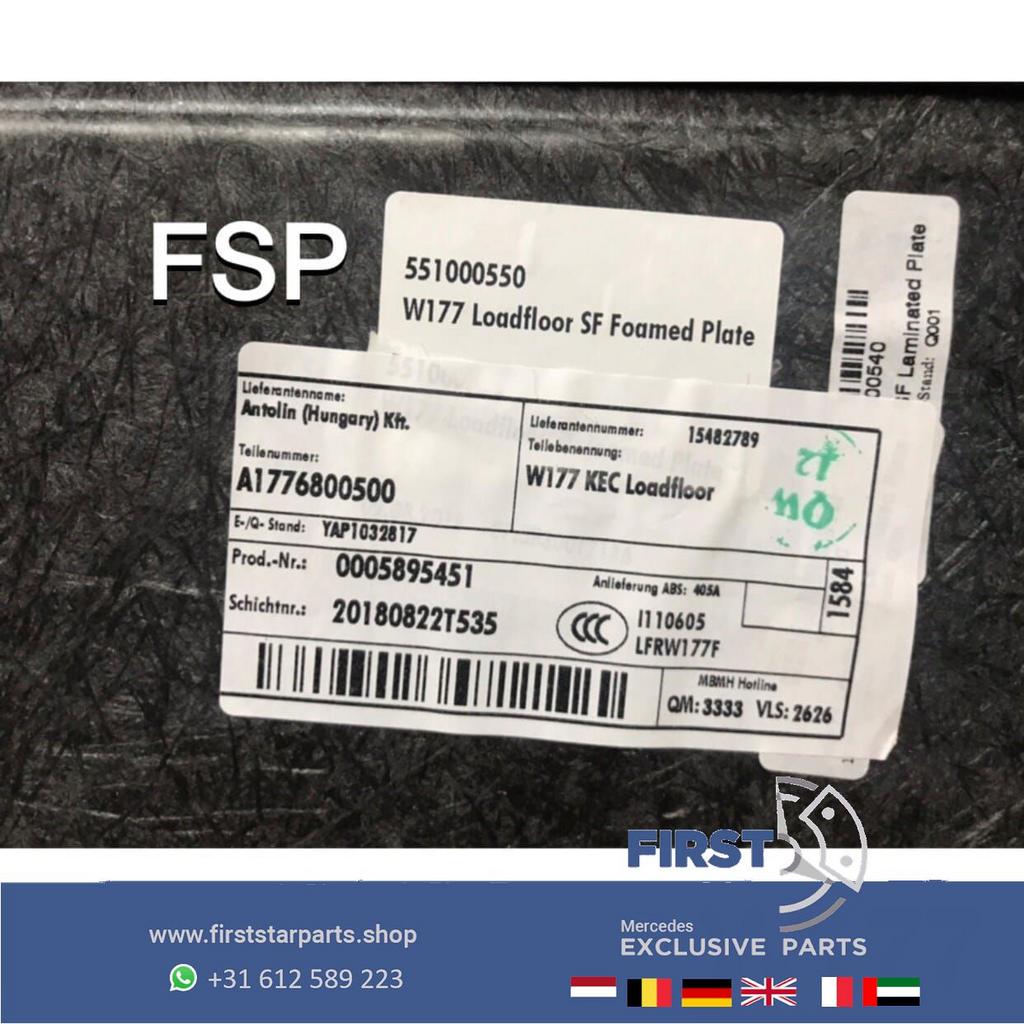 FSP
551000550
W177 Loadfloor SF Foamed Plate
00540
SF Laminated Plate
Stand: Q001
Lieferantenname:
Antolin (Hungary) Kft.
Lieferantennummer: 15482789
Teilebenennung:
W177 KEC Loadfloor
Teilenummer:
A1776800500
E-/Q- Stand: YAP1032817
Prod.-Nr.: 0005895451
Anlieferung ABS: 405A
1584
Schichtnr.: 20180822T535
CCC
I110605
LFRW177F
MBMH Hotline
QM: 3333 VLS: 2626
FIRST
Mercedes
EXCLUSIVE PARTS
www.firststarparts.shop
+31 612 589 223